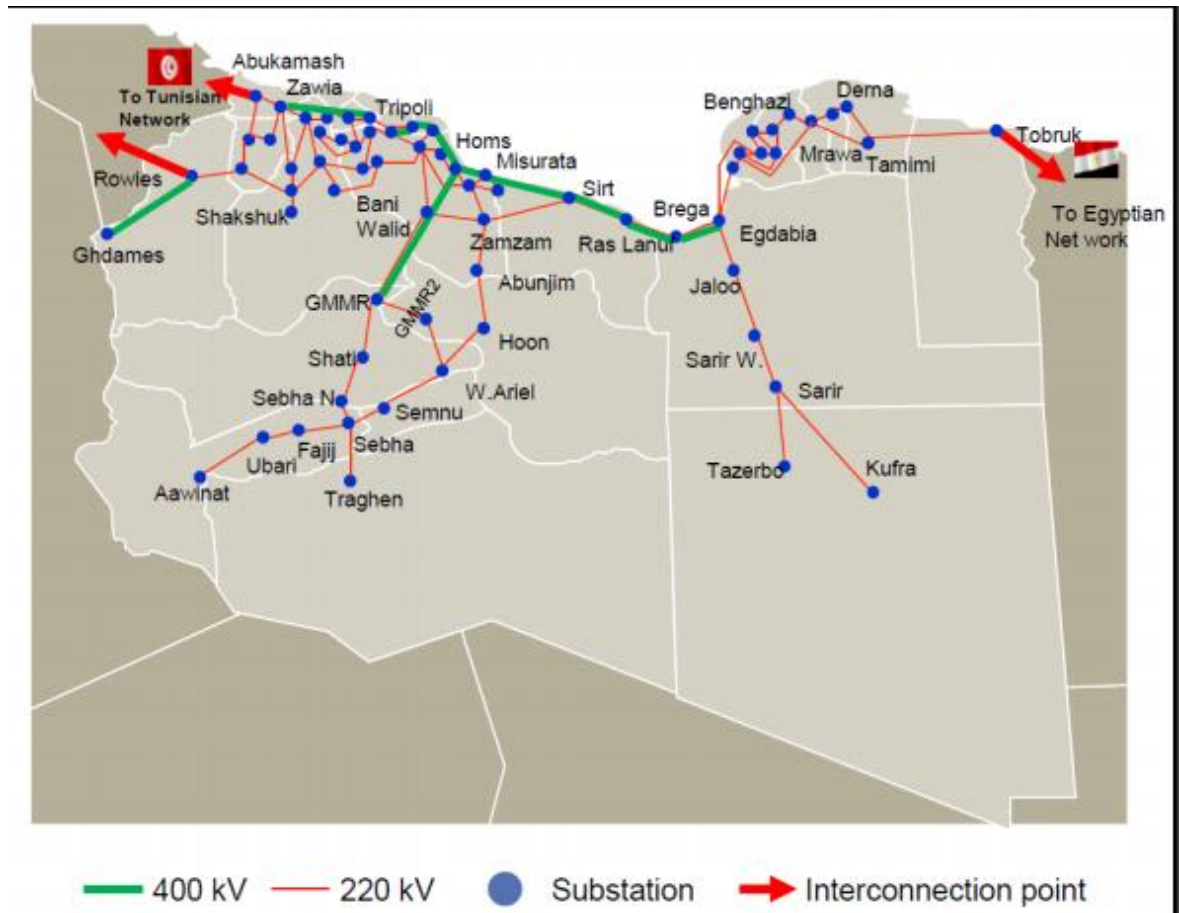 Abukamash
Zawia
To Tunisian
Network
Tripoli
Homs
Misurata
Rowies
Shakshuk
Bani
Walid
Ghdames
Sirt
Zamzam
Ras Lanuf
Brega
Egdabia
Benghazi
Derna
Mrawa
Tamimi
Tobruk
To Egyptian
Net work
Abunjim
Jaloo
GMMR
GMMR2
Hoon
Shati
Sarir W.
W.Ariel
Sebha N
Semnu
Sarir
Sebha
Fajij
Ubari
Aawinat
Traghen
Tazerbo
Kufra
400 kV
220 kV
Substation
Interconnection point